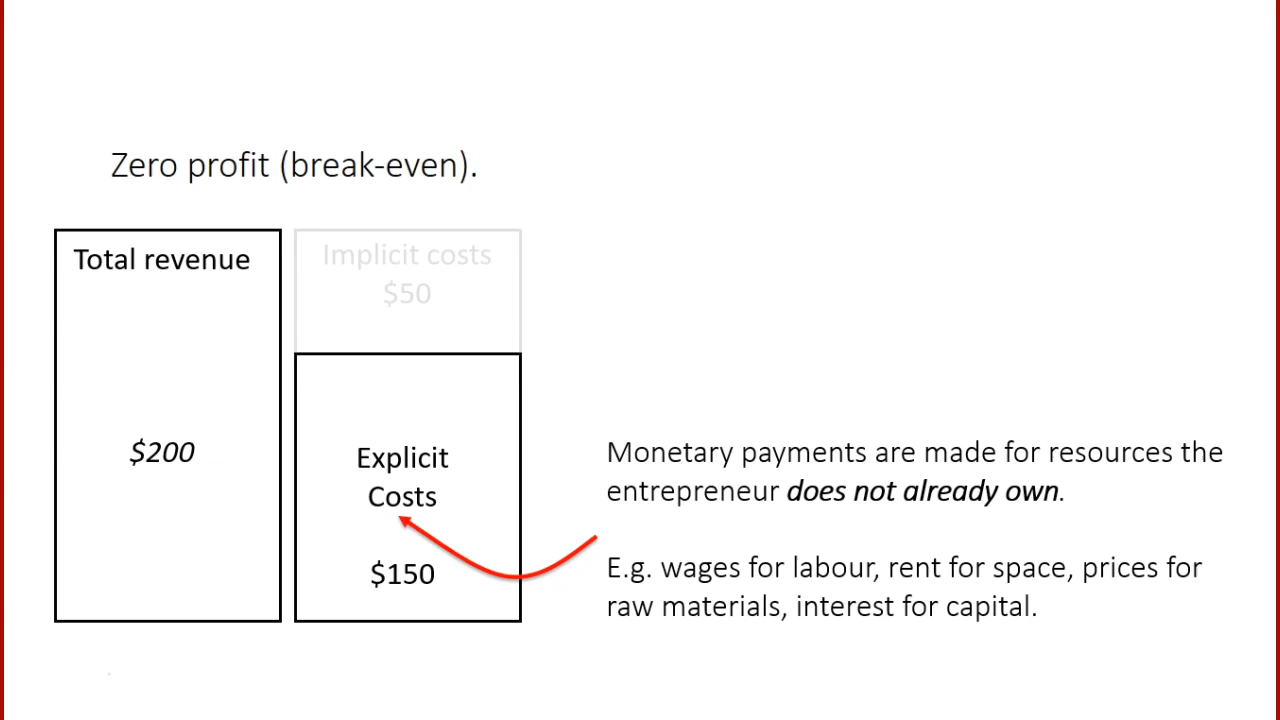 Zero profit (break-even).
Total revenue
$200
Implicit costs
$50
Explicit
Costs
$150
Monetary payments are made for resources the
entrepreneur does not already own.
E.g. wages for labour, rent for space, prices for
raw materials, interest for capital.